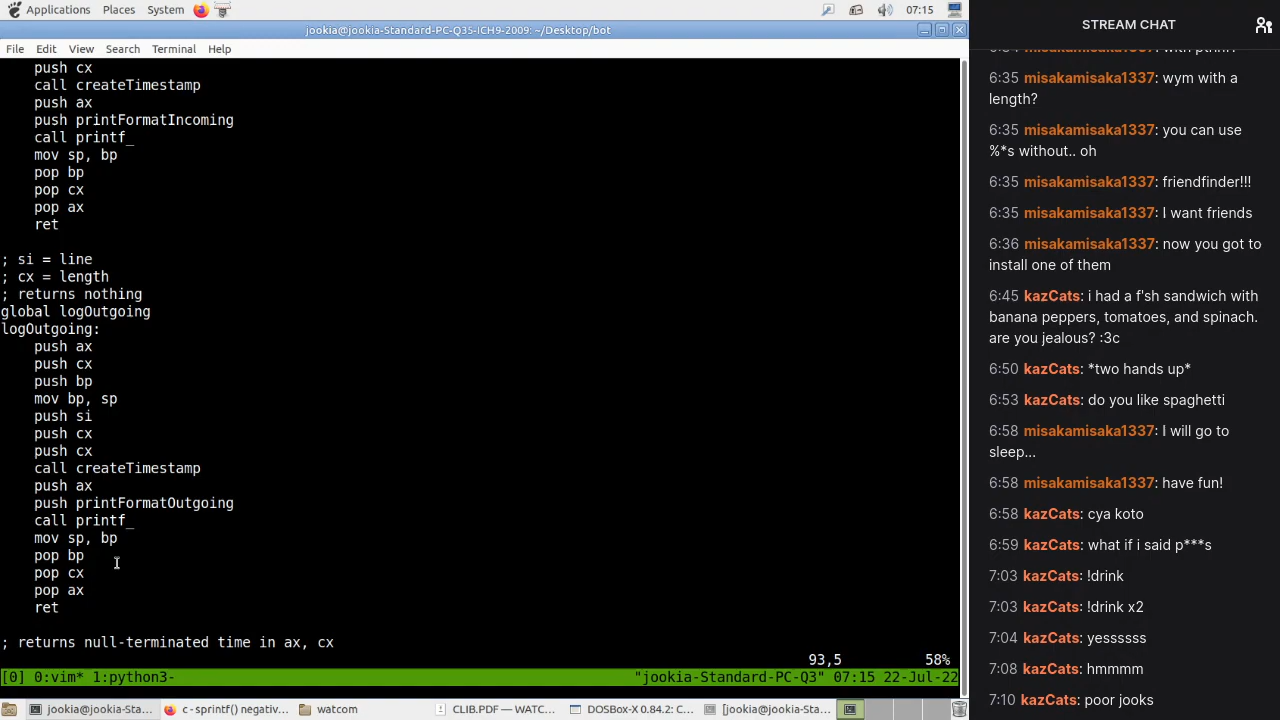 Applications Places System 07:15
jookia@jookia-Standard-PC-Q35-ICH9-2009: ~/Desktop/bot
File Edit View Search Terminal Help
push cx
call createTimestamp
push ax
push printFormatIncoming
call printf_
mov sp, bp
pop bp
pop cx
pop ax
ret
; si = line
; cx = length
; returns nothing
global logOutgoing
logOutgoing:
push ax
push cx
push bp
mov bp, sp
push si
push cx
push cx
call createTimestamp
push ax
push printFormatOutgoing
call printf_
mov sp, bp
pop bp
pop cx
pop ax
ret
; returns null-terminated time in ax, cx
93,5 58%
[0] 0:vim* 1:python3- "jookia-Standard-PC-Q3" 07:15 22-Jul-22
jookia@jookia-Sta... c - sprintf() negativ... watcom CLIB.PDF — WATC... DOSBox-X 0.84.2: C... [jookia@jookia-Sta...
STREAM CHAT
6:35 misakamisaka1337: wym with a
length?
6:35 misakamisaka1337: you can use
%*s without.. oh
6:35 misakamisaka1337: friendfinder!!!
6:35 misakamisaka1337: I want friends
6:36 misakamisaka1337: now you got to
install one of them
6:45 kazCats: i had a f'sh sandwich with
banana peppers, tomatoes, and spinach.
are you jealous? :3c
6:50 kazCats: *two hands up*
6:53 kazCats: do you like spaghetti
6:58 misakamisaka1337: I will go to
sleep...
6:58 misakamisaka1337: have fun!
6:58 kazCats: cya koto
6:59 kazCats: what if i said p***s
7:03 kazCats: !drink
7:03 kazCats: !drink x2
7:04 kazCats: yessssss
7:08 kazCats: hmmmm
7:10 kazCats: poor jooks